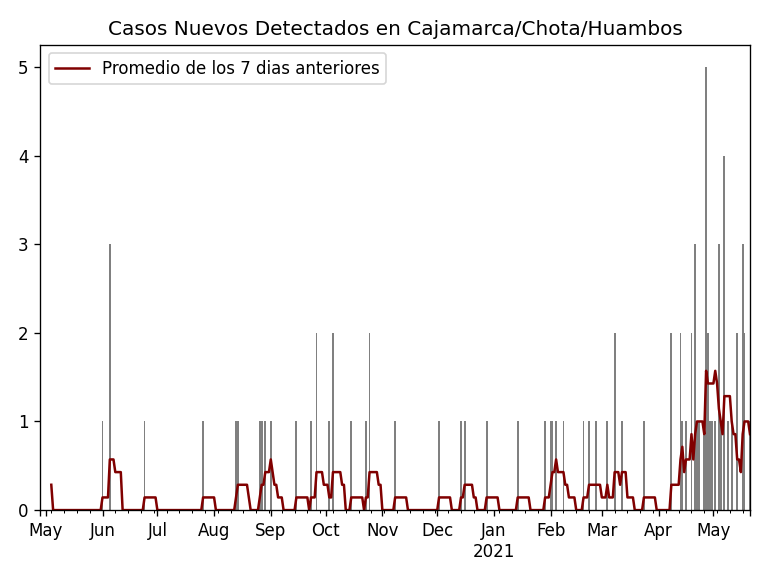 Casos Nuevos Detectados en Cajamarca/Chota/Huambos
Promedio de los 7 dias anteriores
5
4
3
2
1
0
May Jun Jul Aug Sep Oct Nov Dec Jan Feb Mar Apr May
2021